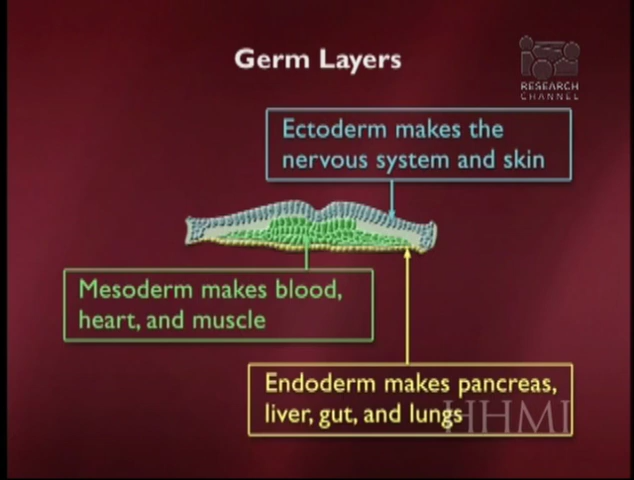 Germ Layers
RESEARCH
CHANNEL
Ectoderm makes the
nervous system and skin
Mesoderm makes blood,
heart, and muscle
Endoderm makes pancreas,
liver, gut, and lungs
HHMI